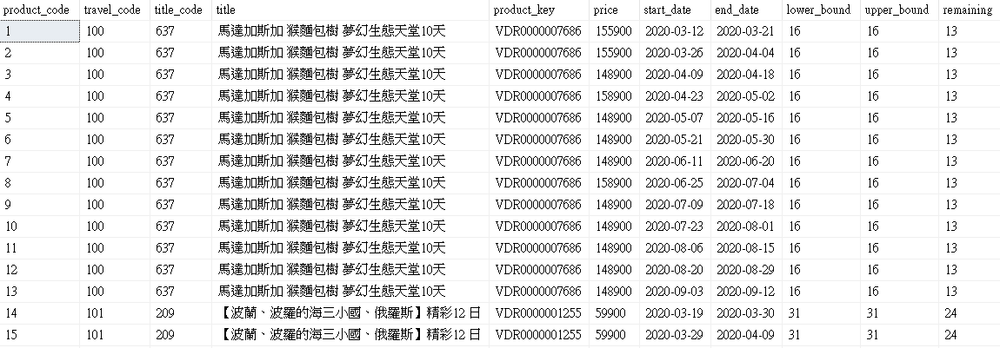 product_code travel_code title_code title product_key price start_date end_date lower_bound upper_bound remaining
1 100 637 馬達加斯加 猴麵包樹 夢幻生態天堂10天 VDR0000007686 155900 2020-03-12 2020-03-21 16 16 13
2 100 637 馬達加斯加 猴麵包樹 夢幻生態天堂10天 VDR0000007686 155900 2020-03-26 2020-04-04 16 16 13
3 100 637 馬達加斯加 猴麵包樹 夢幻生態天堂10天 VDR0000007686 148900 2020-04-09 2020-04-18 16 16 13
4 100 637 馬達加斯加 猴麵包樹 夢幻生態天堂10天 VDR0000007686 158900 2020-04-23 2020-05-02 16 16 13
5 100 637 馬達加斯加 猴麵包樹 夢幻生態天堂10天 VDR0000007686 148900 2020-05-07 2020-05-16 16 16 13
6 100 637 馬達加斯加 猴麵包樹 夢幻生態天堂10天 VDR0000007686 148900 2020-05-21 2020-05-30 16 16 13
7 100 637 馬達加斯加 猴麵包樹 夢幻生態天堂10天 VDR0000007686 148900 2020-06-11 2020-06-20 16 16 13
8 100 637 馬達加斯加 猴麵包樹 夢幻生態天堂10天 VDR0000007686 158900 2020-06-25 2020-07-04 16 16 13
9 100 637 馬達加斯加 猴麵包樹 夢幻生態天堂10天 VDR0000007686 148900 2020-07-09 2020-07-18 16 16 13
10 100 637 馬達加斯加 猴麵包樹 夢幻生態天堂10天 VDR0000007686 148900 2020-07-23 2020-08-01 16 16 13
11 100 637 馬達加斯加 猴麵包樹 夢幻生態天堂10天 VDR0000007686 148900 2020-08-06 2020-08-15 16 16 13
12 100 637 馬達加斯加 猴麵包樹 夢幻生態天堂10天 VDR0000007686 148900 2020-08-20 2020-08-29 16 16 13
13 100 637 馬達加斯加 猴麵包樹 夢幻生態天堂10天 VDR0000007686 148900 2020-09-03 2020-09-12 16 16 13
14 101 209 【波蘭、波羅的海三小國、俄羅斯】精彩12 日 VDR0000001255 59900 2020-03-19 2020-03-30 31 31 24
15 101 209 【波蘭、波羅的海三小國、俄羅斯】精彩12 日 VDR0000001255 59900 2020-03-29 2020-04-09 31 31 24